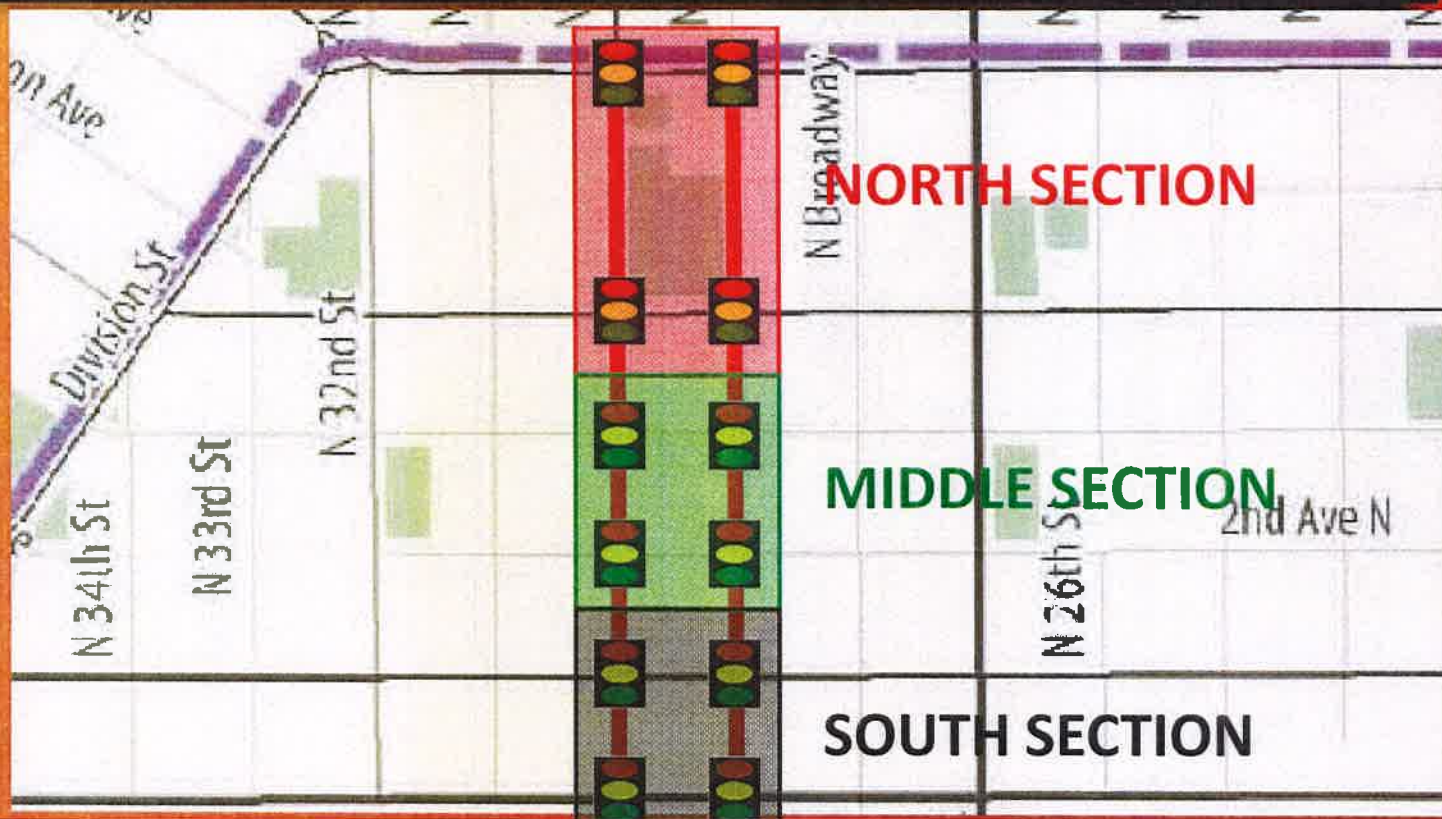 Division St
N 34th St
N 33rd St
N 32nd St
N Broadway
NORTH SECTION
MIDDLE SECTION
2nd Ave N
N 26th St
SOUTH SECTION